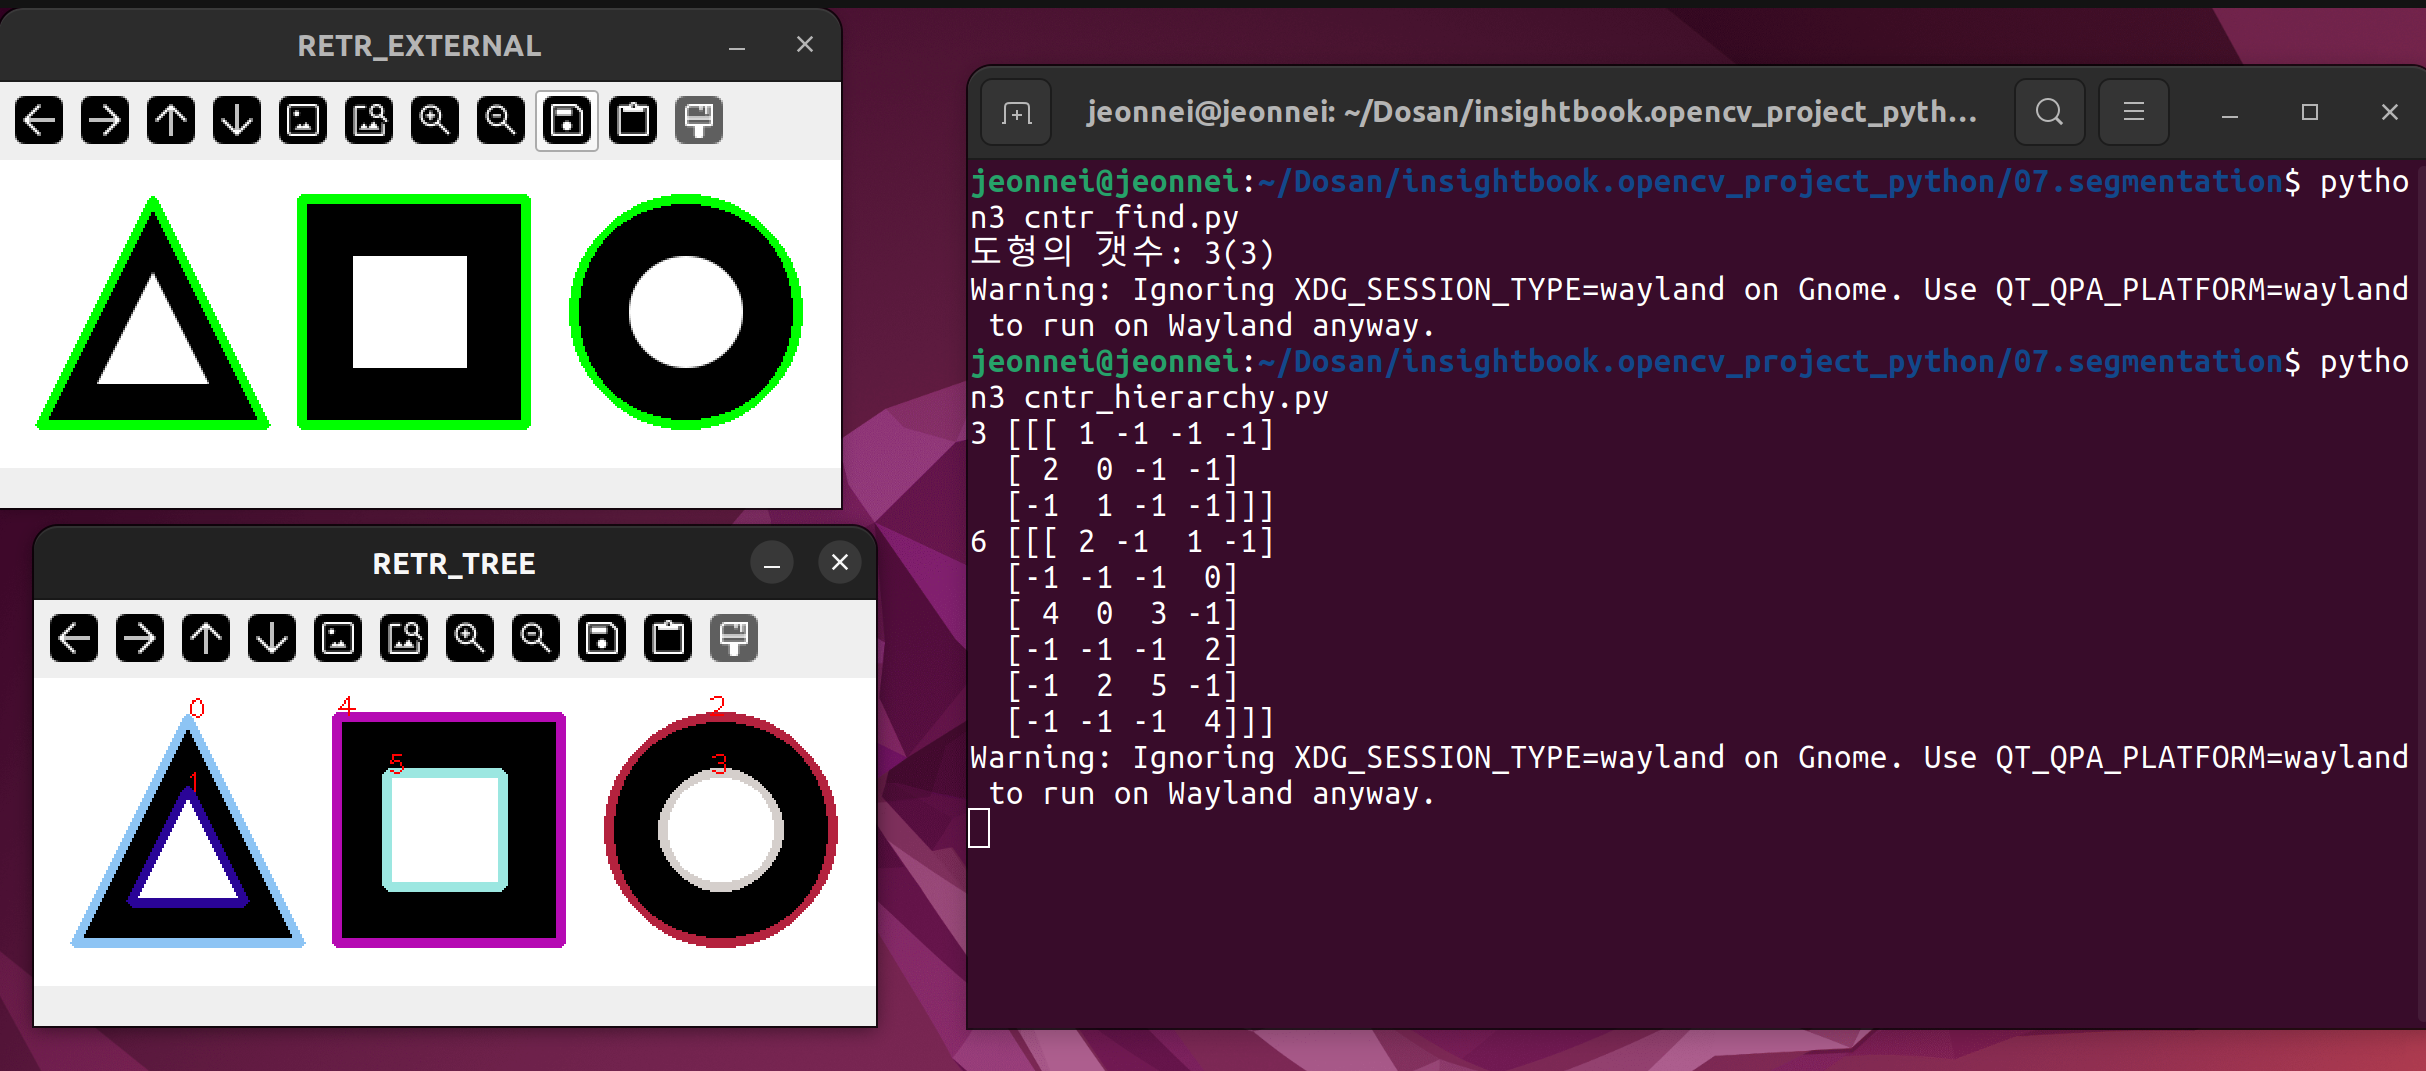 RETR_EXTERNAL
RETR_TREE
0
4
2
1
5
3
jeonnei@jeonnei: ~/Dosan/insightbook.opencv_project_pyth...
jeonnei@jeonnei:~/Dosan/insightbook.opencv_project_python/07.segmentation$ pytho
n3 cntr_find.py
도형의 갯수: 3(3)
Warning: Ignoring XDG_SESSION_TYPE=wayland on Gnome. Use QT_QPA_PLATFORM=wayland
 to run on Wayland anyway.
jeonnei@jeonnei:~/Dosan/insightbook.opencv_project_python/07.segmentation$ pytho
n3 cntr_hierarchy.py
3 [[[ 1 -1 -1 -1]
  [ 2  0 -1 -1]
  [-1  1 -1 -1]]]
6 [[[ 2 -1  1 -1]
  [-1 -1 -1  0]
  [ 4  0  3 -1]
  [-1 -1 -1  2]
  [-1  2  5 -1]
  [-1 -1 -1  4]]]
Warning: Ignoring XDG_SESSION_TYPE=wayland on Gnome. Use QT_QPA_PLATFORM=wayland
 to run on Wayland anyway.